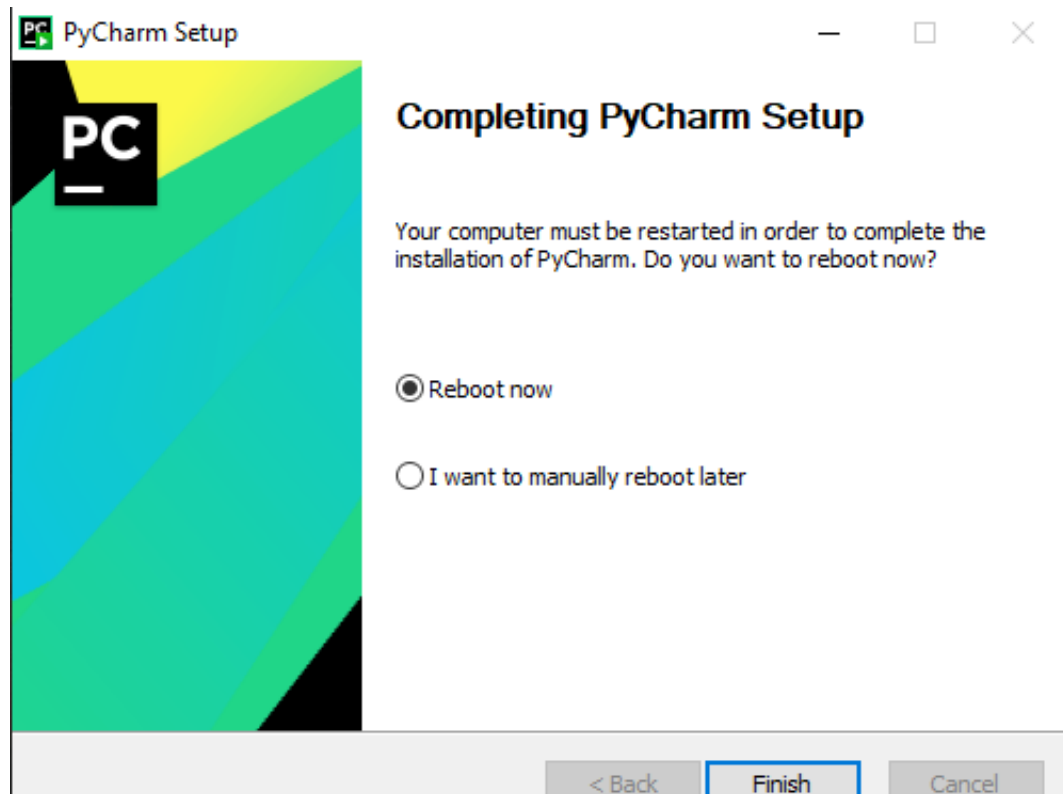 PyCharm Setup
PC
Completing PyCharm Setup
Your computer must be restarted in order to complete the
installation of PyCharm. Do you want to reboot now?
Reboot now
I want to manually reboot later
< Back
Finish
Cancel